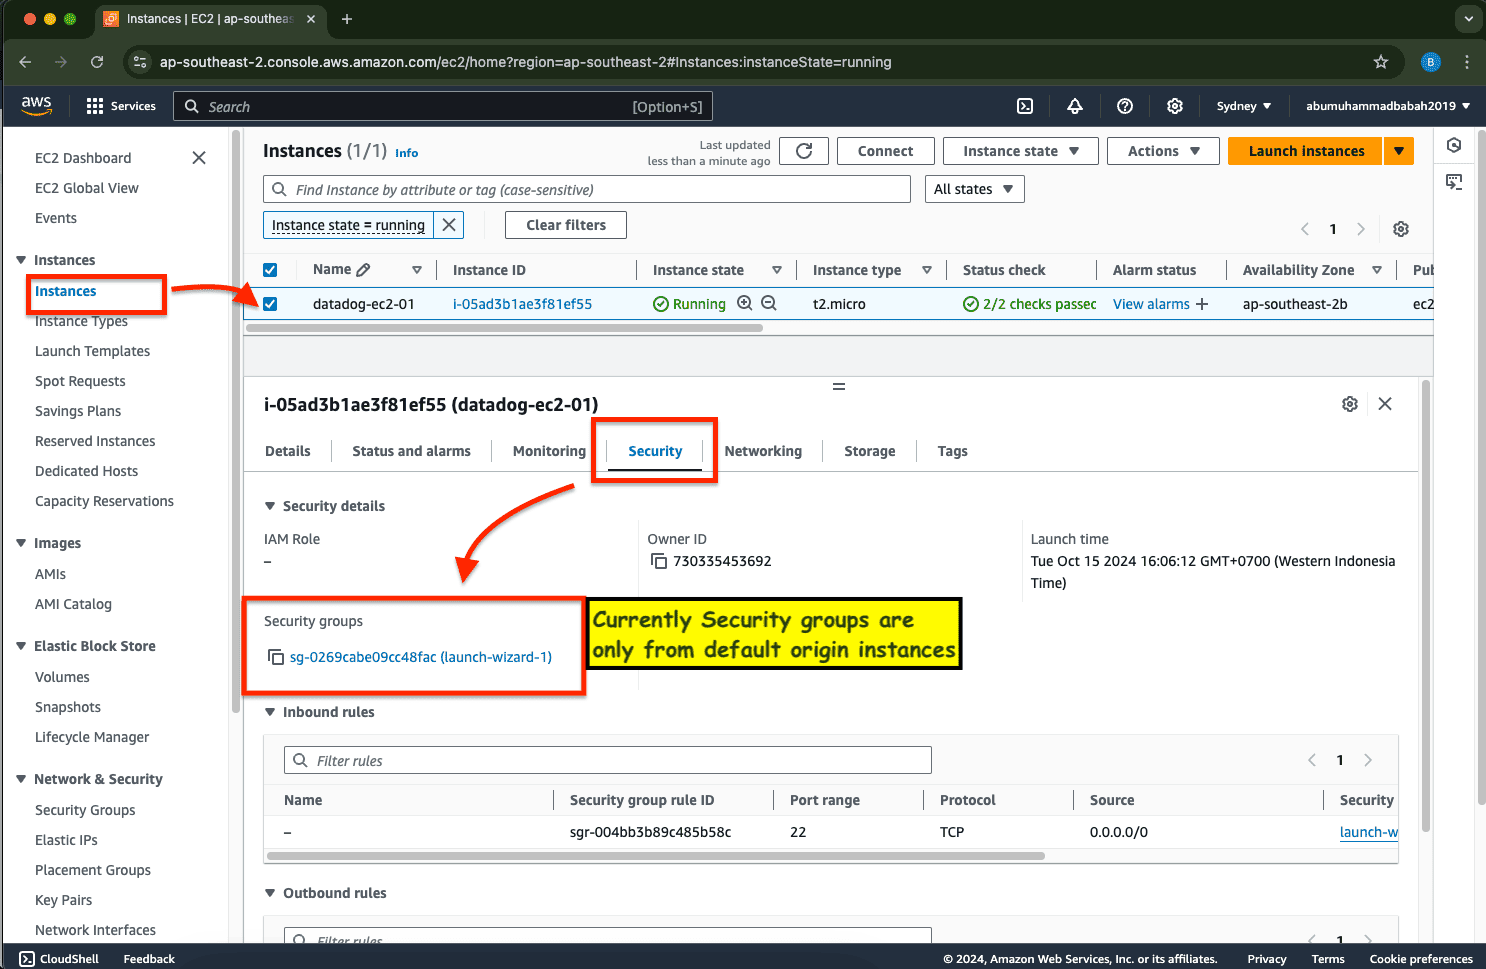 Instances | EC2 | ap-southeas
ap-southeast-2.console.aws.amazon.com/ec2/home?region=ap-southeast-2#Instances:instanceState=running
B
aws
Services
Search
[Option+S]
Sydney
abumuhammadbabah2019
EC2 Dashboard
EC2 Global View
Events
Instances
Instances
Instance Types
Launch Templates
Spot Requests
Savings Plans
Reserved Instances
Dedicated Hosts
Capacity Reservations
Images
AMIs
AMI Catalog
Elastic Block Store
Volumes
Snapshots
Lifecycle Manager
Network & Security
Security Groups
Elastic IPs
Placement Groups
Key Pairs
Network Interfaces
Instances (1/1) Info
Last updated
less than a minute ago
Connect
Instance state
Actions
Launch instances
Find Instance by attribute or tag (case-sensitive)
All states
Instance state = running
Clear filters
1
Name Instance ID Instance state Instance type Status check Alarm status Availability Zone Pub
datadog-ec2-01 i-05ad3b1ae3f81ef55 Running t2.micro 2/2 checks passec View alarms + ap-southeast-2b ec2
i-05ad3b1ae3f81ef55 (datadog-ec2-01)
Details Status and alarms Monitoring Security Networking Storage Tags
Security details
IAM Role
–
Owner ID
730335453692
Launch time
Tue Oct 15 2024 16:06:12 GMT+0700 (Western Indonesia
Time)
Security groups
sg-0269cabe09cc48fac (launch-wizard-1)
Currently Security groups are
only from default origin instances
Inbound rules
Filter rules
1
Name Security group rule ID Port range Protocol Source Security
– sgr-004bb3b89c485b58c 22 TCP 0.0.0.0/0 launch-w
Outbound rules
Filter rules
1
CloudShell Feedback © 2024, Amazon Web Services, Inc. or its affiliates. Privacy Terms Cookie preferences